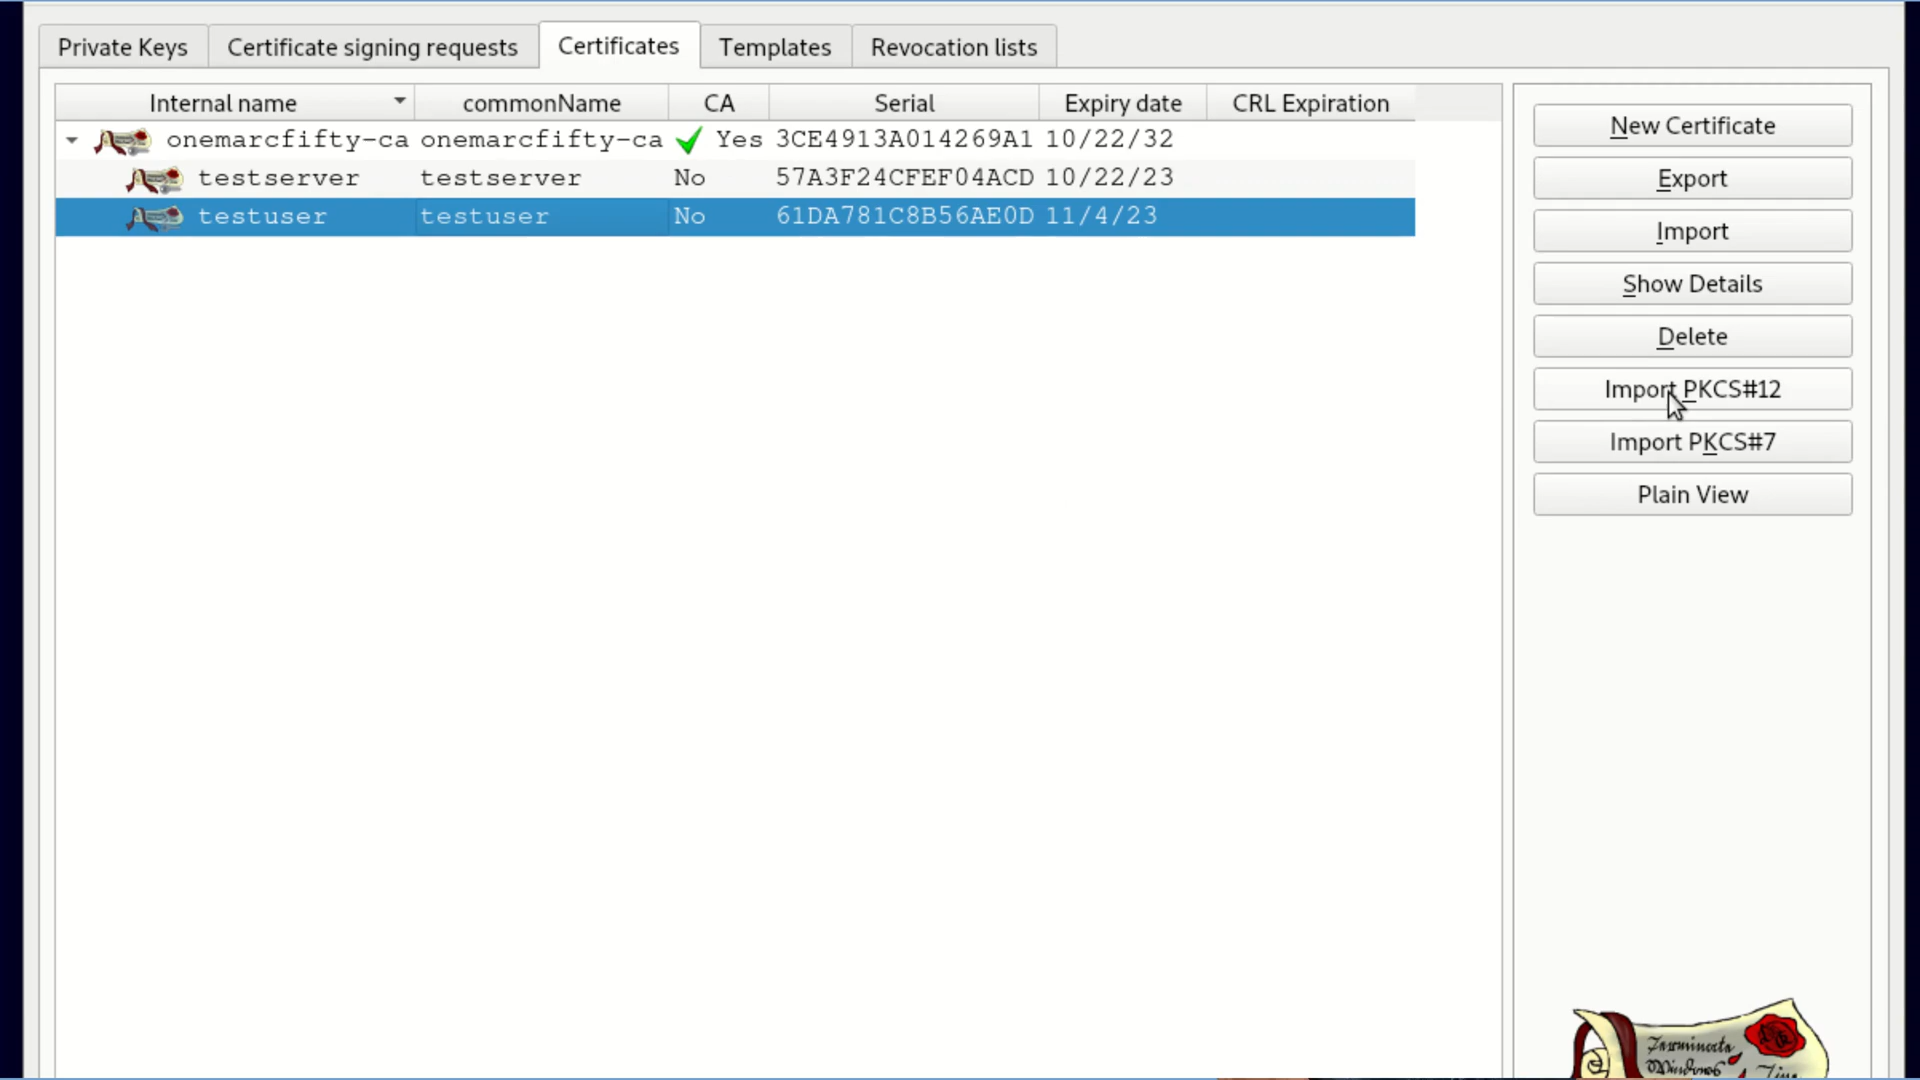 Private Keys Certificate signing requests Certificates Templates Revocation lists
Internal name commonName CA Serial Expiry date CRL Expiration
onemarcfifty-ca onemarcfifty-ca Yes 3CE4913A014269A1 10/22/32
testserver testserver No 57A3F24CFEF04ACD 10/22/23
testuser testuser No 61DA781C8B56AE0D 11/4/23
New Certificate
Export
Import
Show Details
Delete
Import PKCS#12
Import PKCS#7
Plain View